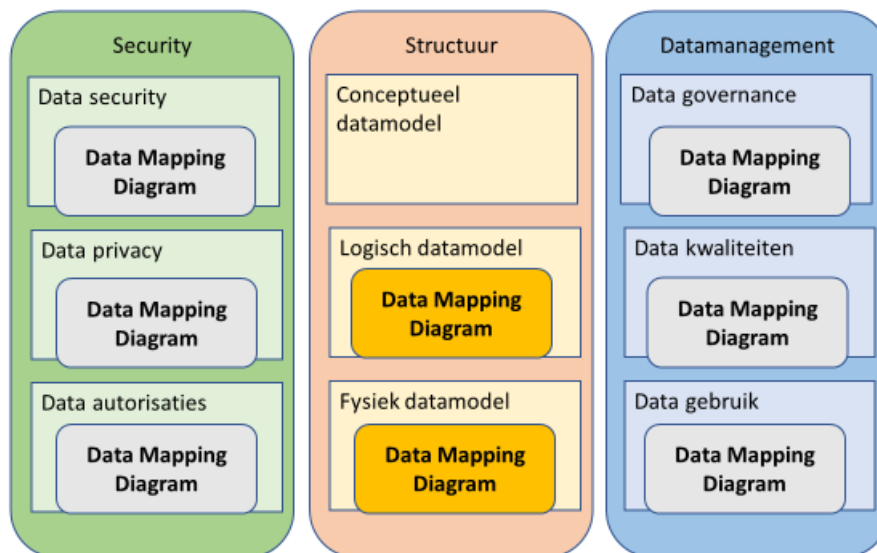 Security
Data security
Data Mapping
Diagram
Data privacy
Data Mapping
Diagram
Data autorisaties
Data Mapping
Diagram
Structuur
Conceptueel
datamodel
Logisch datamodel
Data Mapping
Diagram
Fysiek datamodel
Data Mapping
Diagram
Datamanagement
Data governance
Data Mapping
Diagram
Data kwaliteiten
Data Mapping
Diagram
Data gebruik
Data Mapping
Diagram